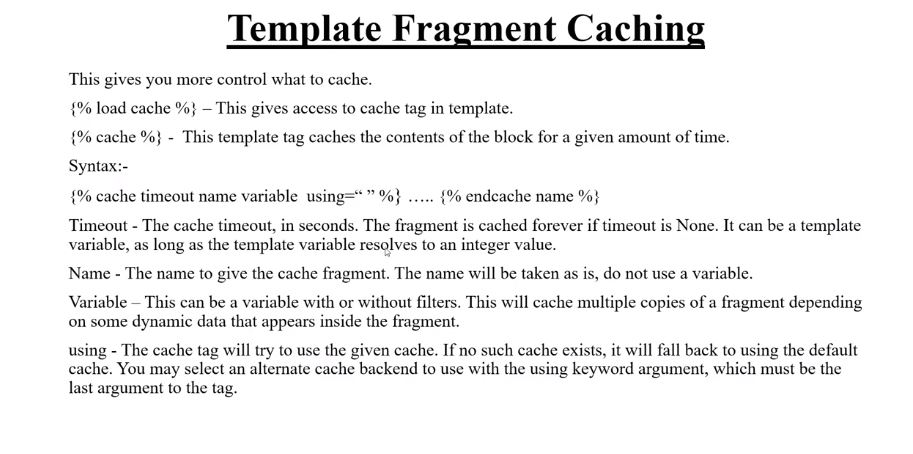 Template Fragment Caching
This gives you more control what to cache.
{% load cache %} – This gives access to cache tag in template.
{% cache %} - This template tag caches the contents of the block for a given amount of time.
Syntax:-
{% cache timeout name variable using=“ ” %} ..... {% endcache name %}
Timeout - The cache timeout, in seconds. The fragment is cached forever if timeout is None. It can be a template
variable, as long as the template variable resolves to an integer value.
Name - The name to give the cache fragment. The name will be taken as is, do not use a variable.
Variable – This can be a variable with or without filters. This will cache multiple copies of a fragment depending
on some dynamic data that appears inside the fragment.
using - The cache tag will try to use the given cache. If no such cache exists, it will fall back to using the default
cache. You may select an alternate cache backend to use with the using keyword argument, which must be the
last argument to the tag.